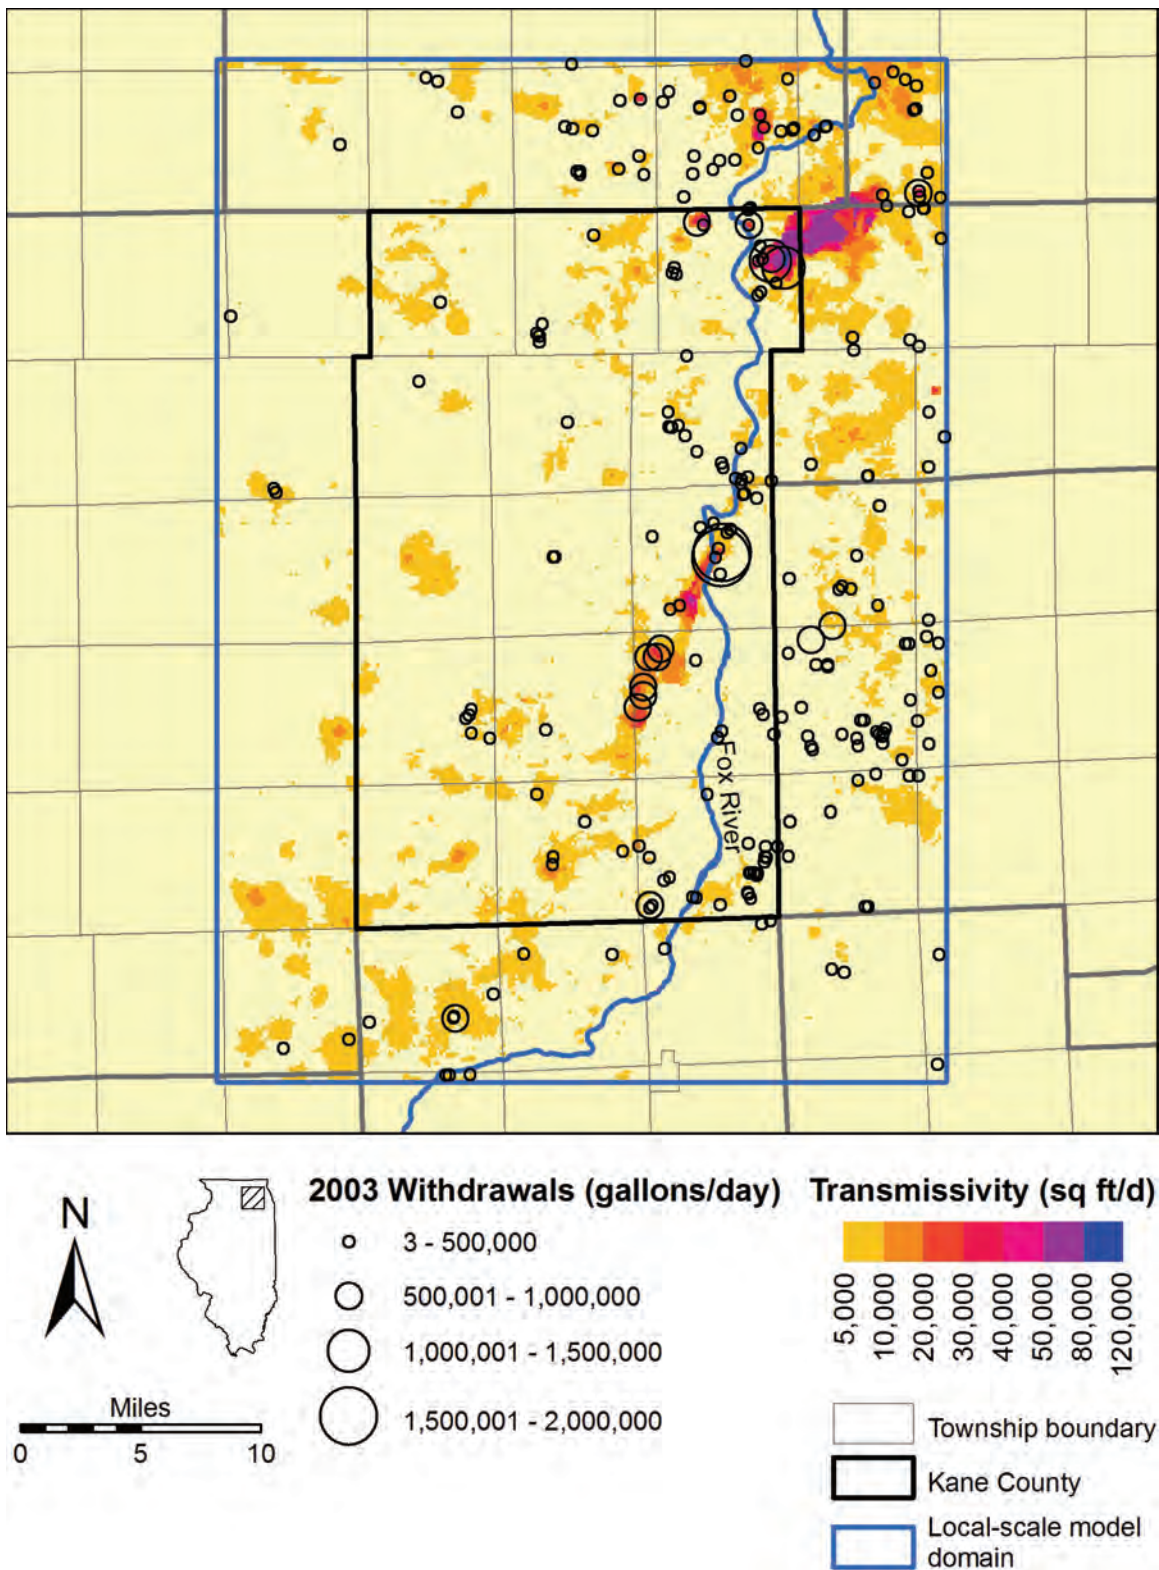 Fox River
N
Miles
0 5 10
2003 Withdrawals (gallons/day)
3 - 500,000
500,001 - 1,000,000
1,000,001 - 1,500,000
1,500,001 - 2,000,000
Transmissivity (sq ft/d)
5,000
10,000
20,000
30,000
40,000
50,000
80,000
120,000
Township boundary
Kane County
Local-scale model
domain